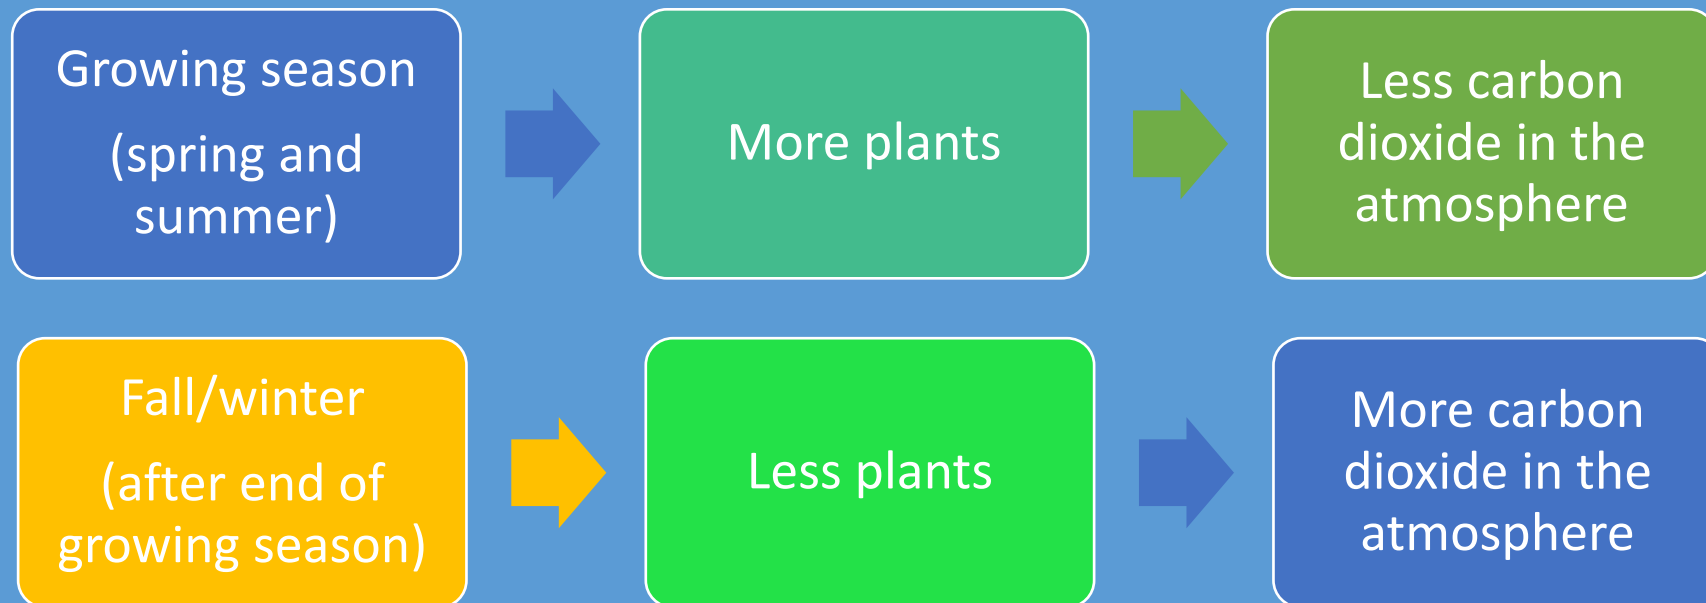 Growing season
(spring and
summer)
More plants
Less carbon
dioxide in the
atmosphere
Fall/winter
(after end of
growing season)
Less plants
More carbon
dioxide in the
atmosphere